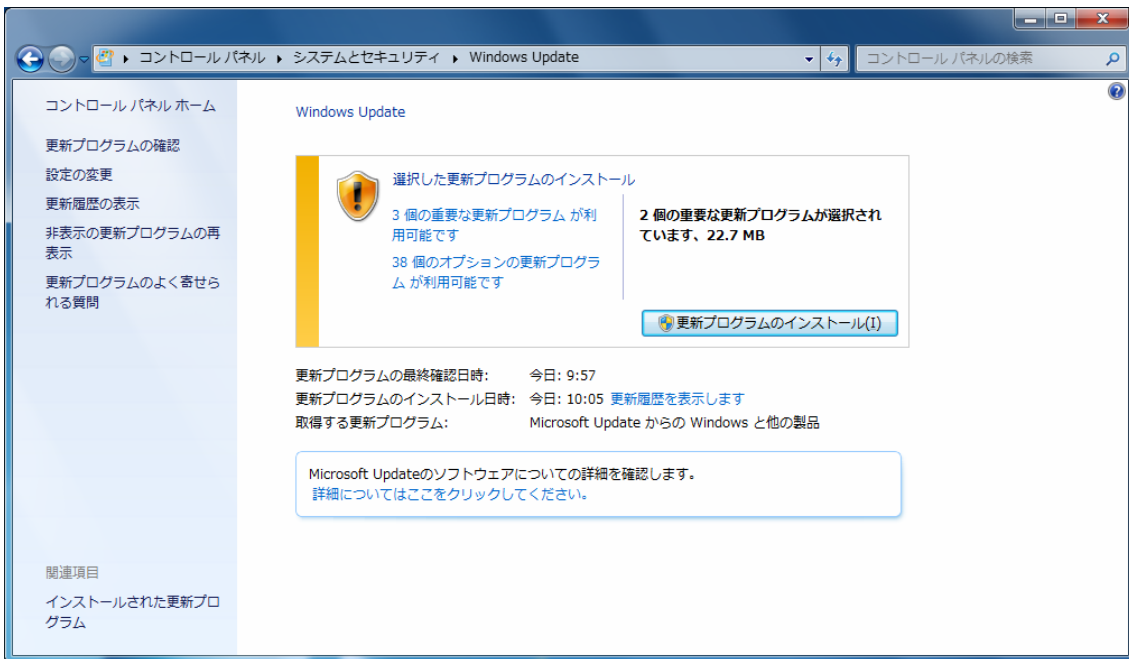 コントロール パネル ▸ システムとセキュリティ ▸ Windows Update
コントロール パネルの検索
コントロール パネル ホーム
更新プログラムの確認
設定の変更
更新履歴の表示
非表示の更新プログラムの再
表示
更新プログラムのよく寄せら
れる質問
関連項目
インストールされた更新プロ
グラム
Windows Update
選択した更新プログラムのインストール
3 個の重要な更新プログラム が利
用可能です
38 個のオプションの更新プログラ
ム が利用可能です
2 個の重要な更新プログラムが選択され
ています、22.7 MB
更新プログラムのインストール(I)
更新プログラムの最終確認日時: 今日: 9:57
更新プログラムのインストール日時: 今日: 10:05 更新履歴を表示します
取得する更新プログラム: Microsoft Update からの Windows と他の製品
Microsoft Updateのソフトウェアについての詳細を確認します。
詳細についてはここをクリックしてください。